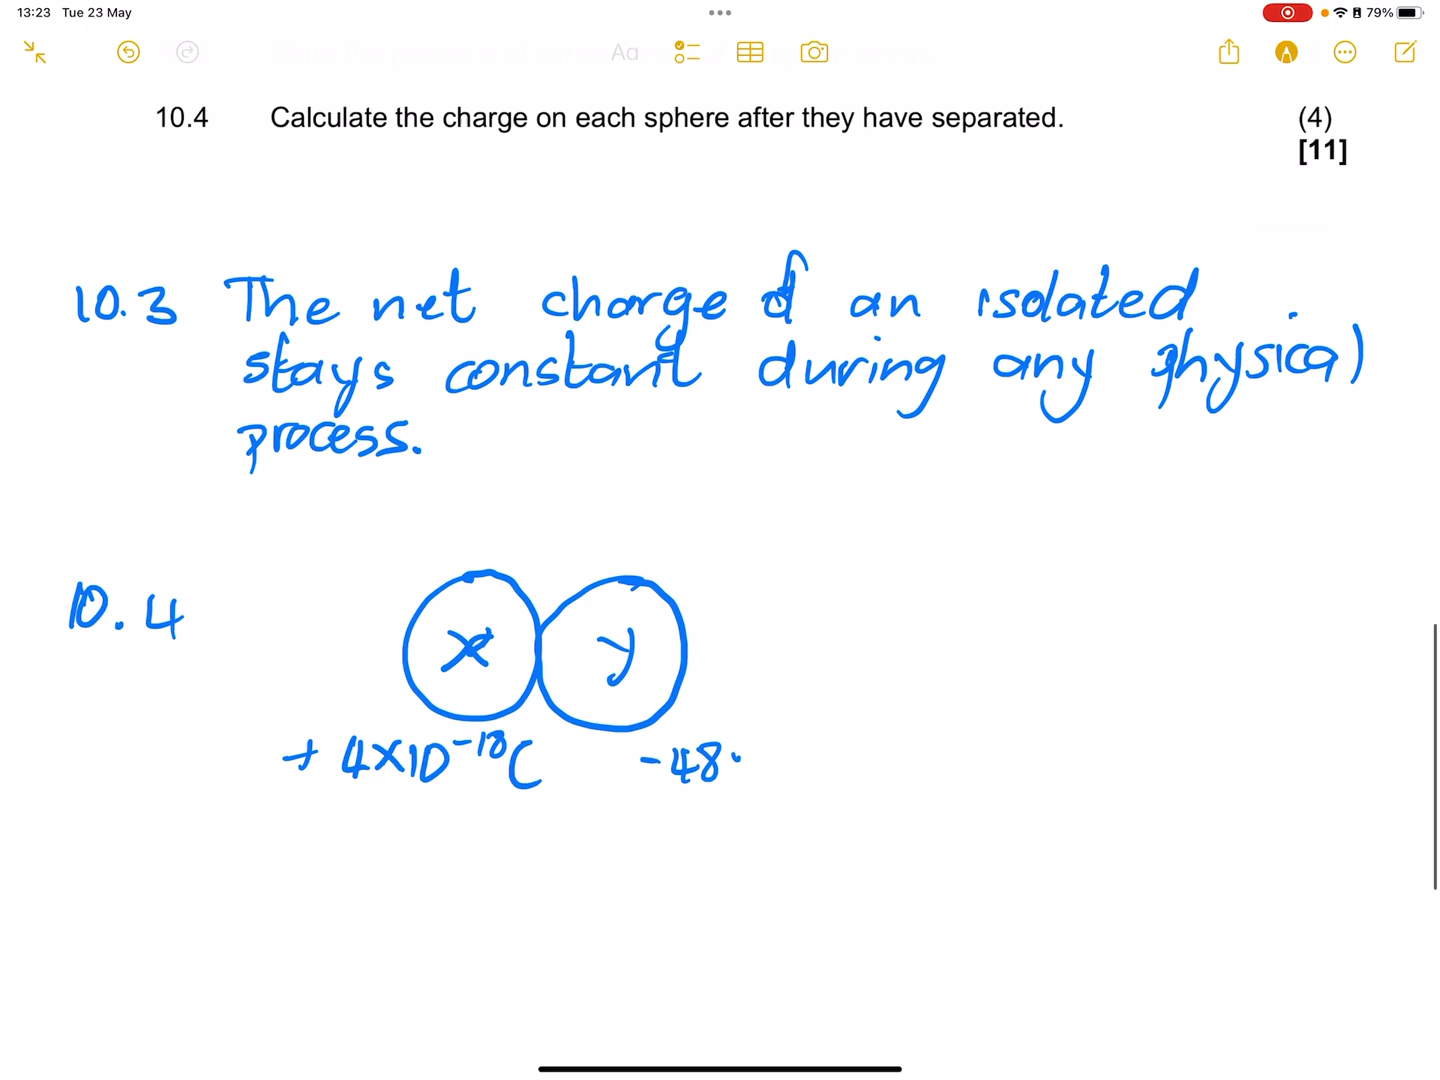 13:23 Tue 23 May
79%
Aa
10.4 Calculate the charge on each sphere after they have separated. (4)
[11]
10.3 The net charge of an isolated
stays constant during any physical
process.
10.4
x y
+ 4×10⁻¹⁸C -48.